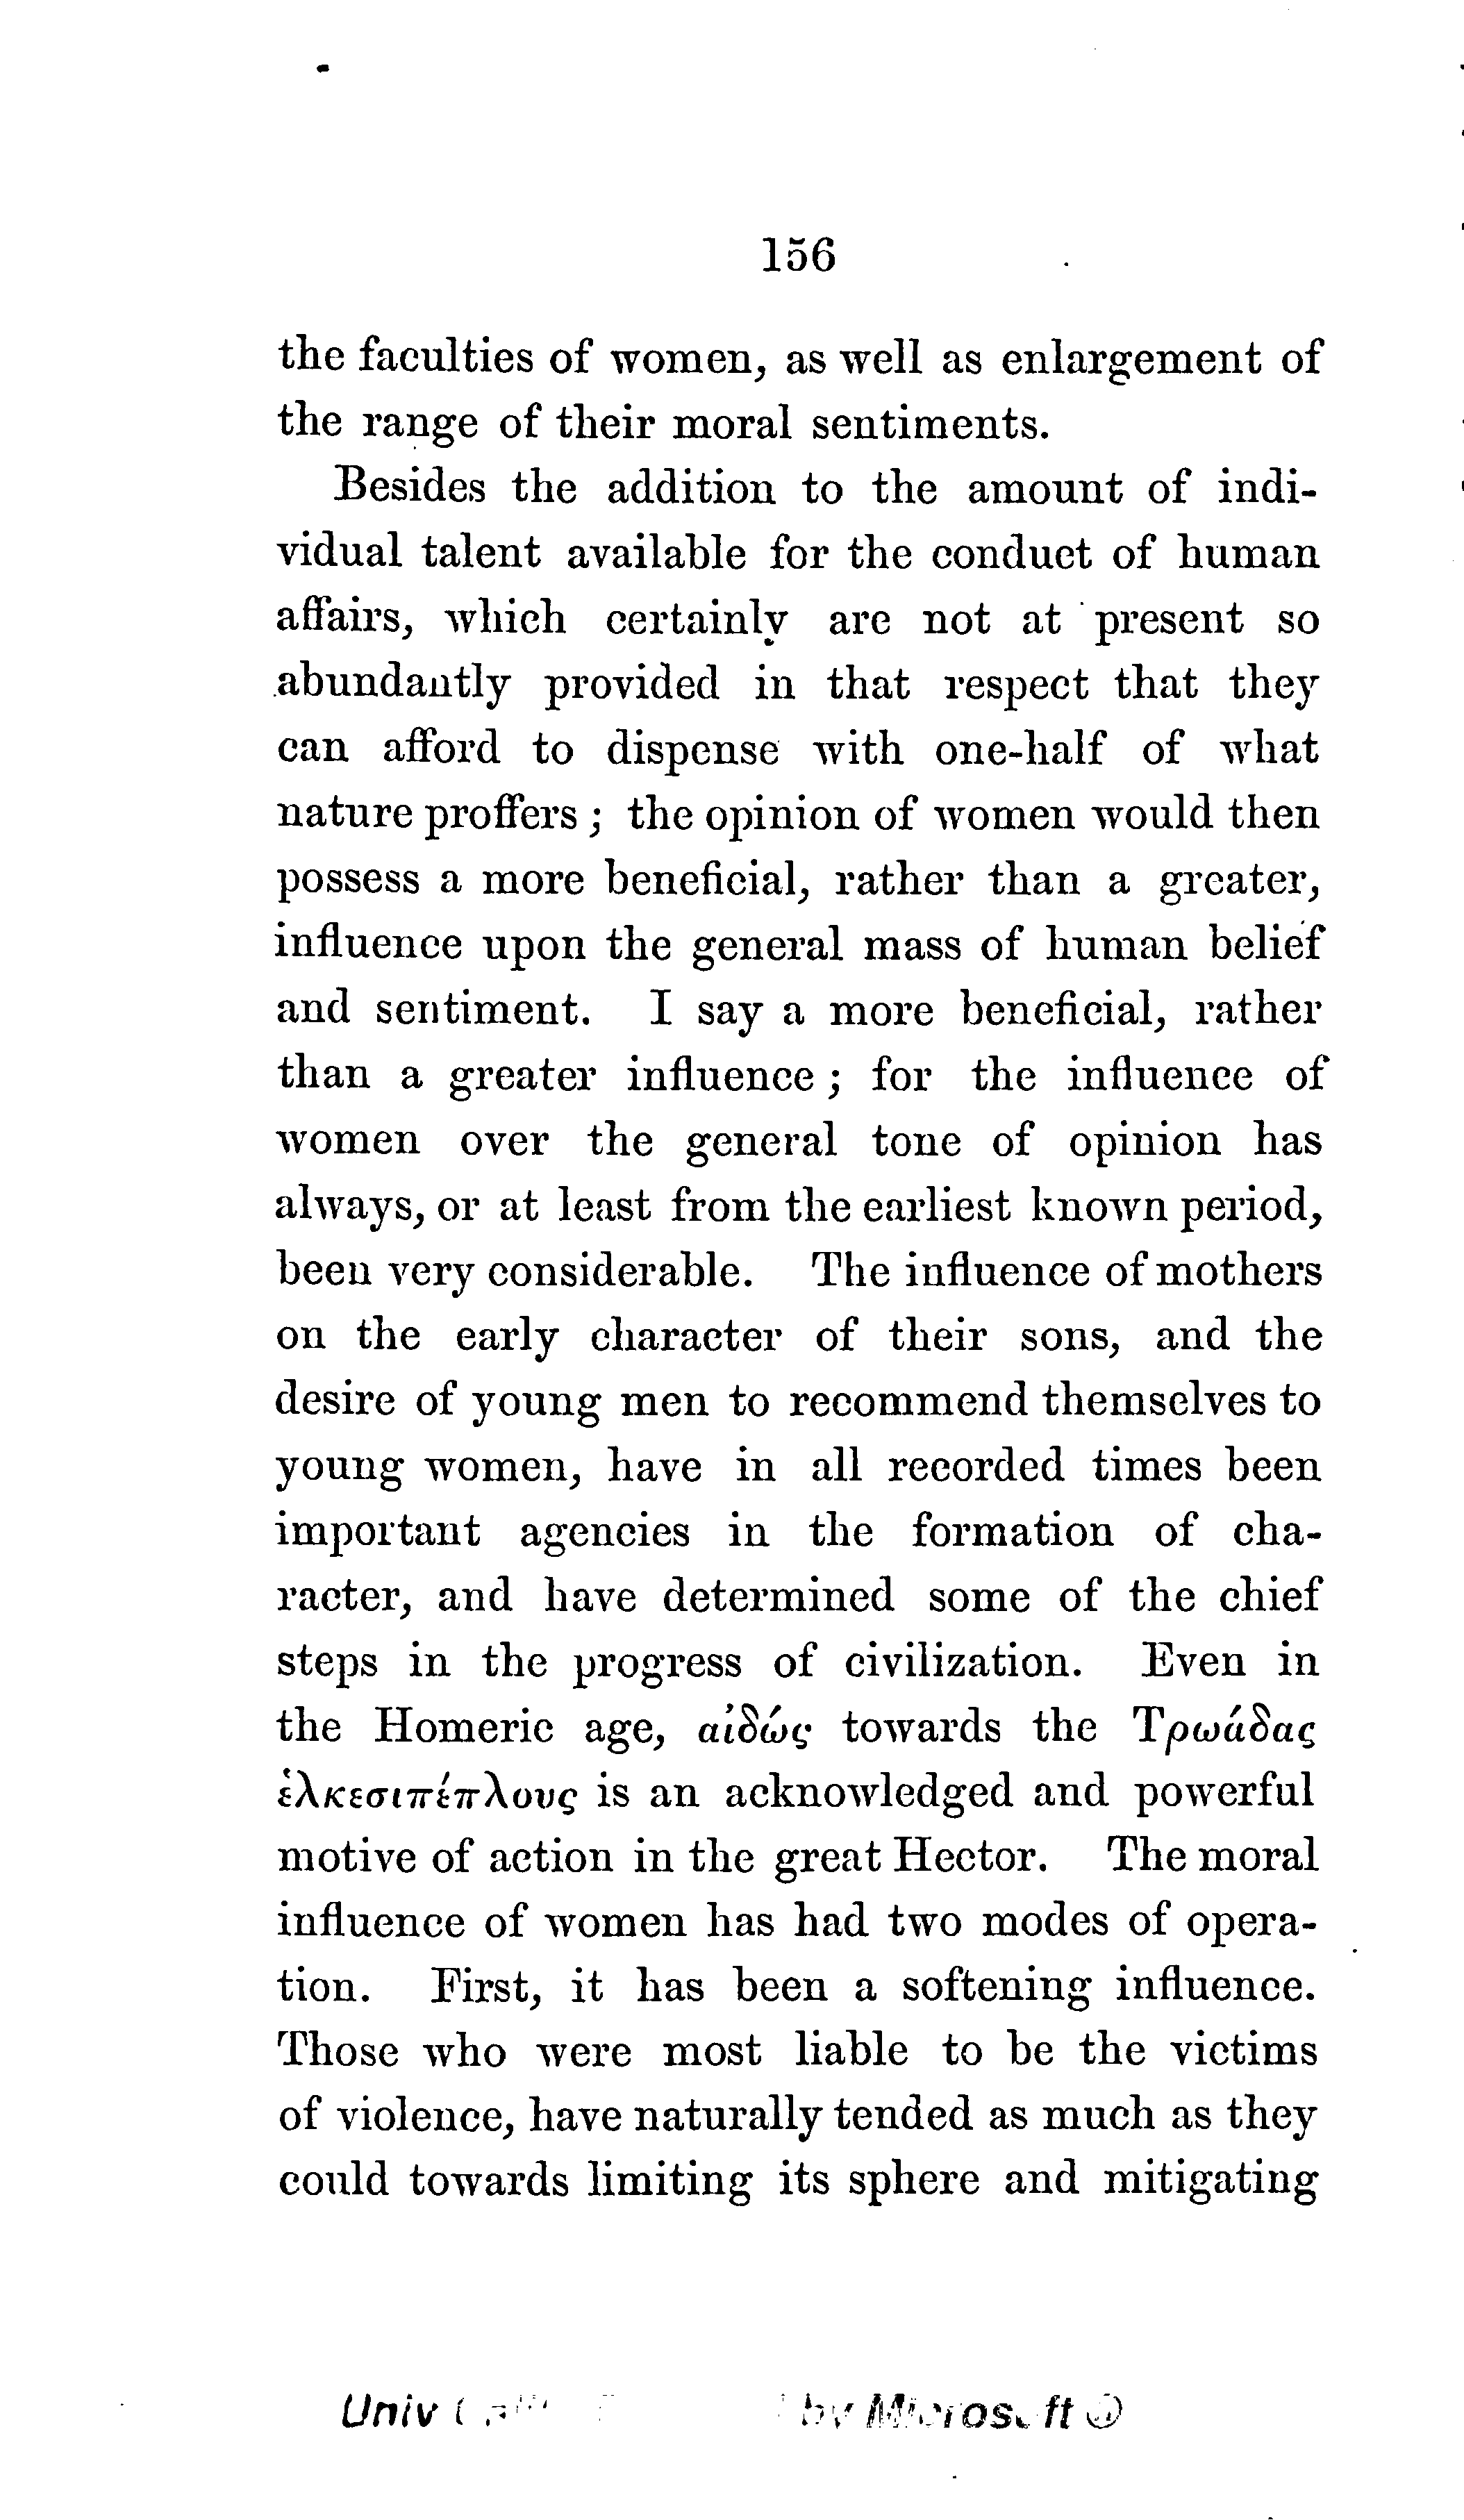 156
the faculties of women, as well as enlargement of
the range of their moral sentiments.
Besides the addition to the amount of indi-
vidual talent available for the conduct of human
affairs, which certainly are not at present so
abundantly provided in that respect that they
can afford to dispense with one-half of what
nature proffers; the opinion of women would then
possess a more beneficial, rather than a greater,
influence upon the general mass of human belief
and sentiment. I say a more beneficial, rather
than a greater influence; for the influence of
women over the general tone of opinion has
always, or at least from the earliest known period,
been very considerable. The influence of mothers
on the early character of their sons, and the
desire of young men to recommend themselves to
young women, have in all recorded times been
important agencies in the formation of cha-
racter, and have determined some of the chief
steps in the progress of civilization. Even in
the Homeric age, αἰδώς towards the Τρωάδας
ἑλκεσιπέπλους is an acknowledged and powerful
motive of action in the great Hector. The moral
influence of women has had two modes of opera-
tion. First, it has been a softening influence.
Those who were most liable to be the victims
of violence, have naturally tended as much as they
could towards limiting its sphere and mitigating
Univ by Microsoft ®